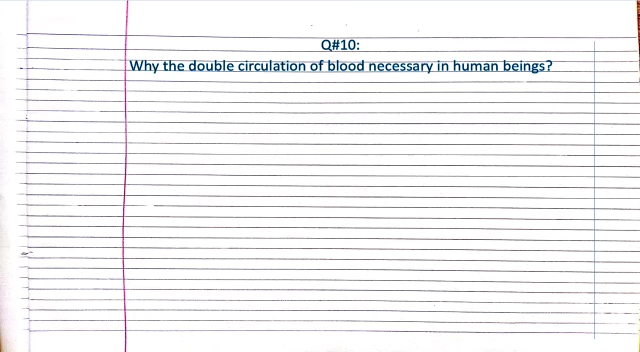 Q#10:
Why the double circulation of blood necessary in human beings?